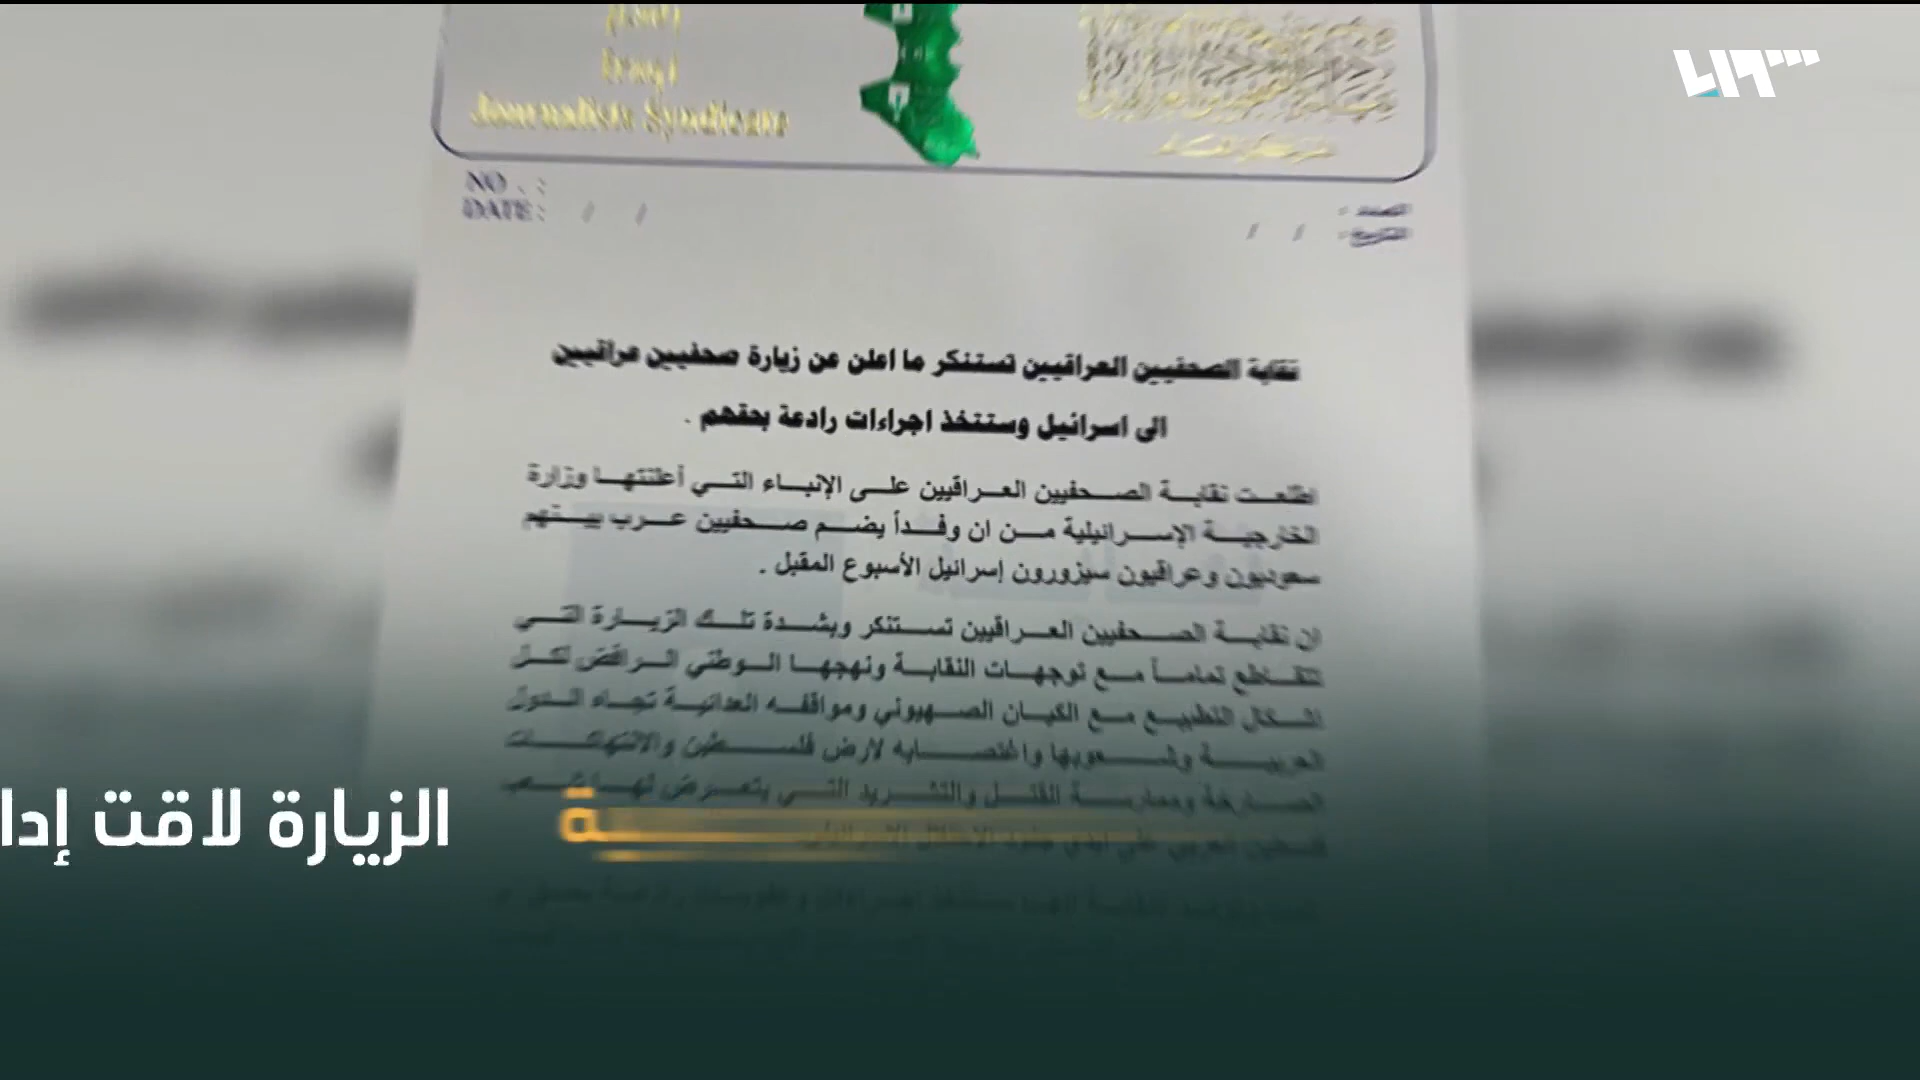 Iraqi
Journalists Syndicate
NO. :
DATE: / /
العدد :
التاريخ : / /
نقابة الصحفيين العراقيين تستنكر ما اعلن عن زيارة صحفيين عراقيين
الى اسرائيل وستتخذ اجراءات رادعة بحقهم .
اطلعت نقابة الصحفيين العراقيين على الإنباء التي أعلنتها وزارة
الخارجية الإسرائيلية من ان وفداً يضم صحفيين عرب بينهم
سعوديون وعراقيون سيزورون إسرائيل الأسبوع المقبل .
ان نقابة الصحفيين العراقيين تستنكر وبشدة تلك الزيارة التي
تتقاطع تماماً مع توجهات النقابة ونهجها الوطني الرافض لكل
اشكال التطبيع مع الكيان الصهيوني ومواقفه العدائية تجاه الدول
العربية وشعوبها واغتصابه لارض فلسطين والانتهاكات
الصارخة وممارسة القتل والتشريد التي يتعرض لها شعب
الزيارة لاقت إدا